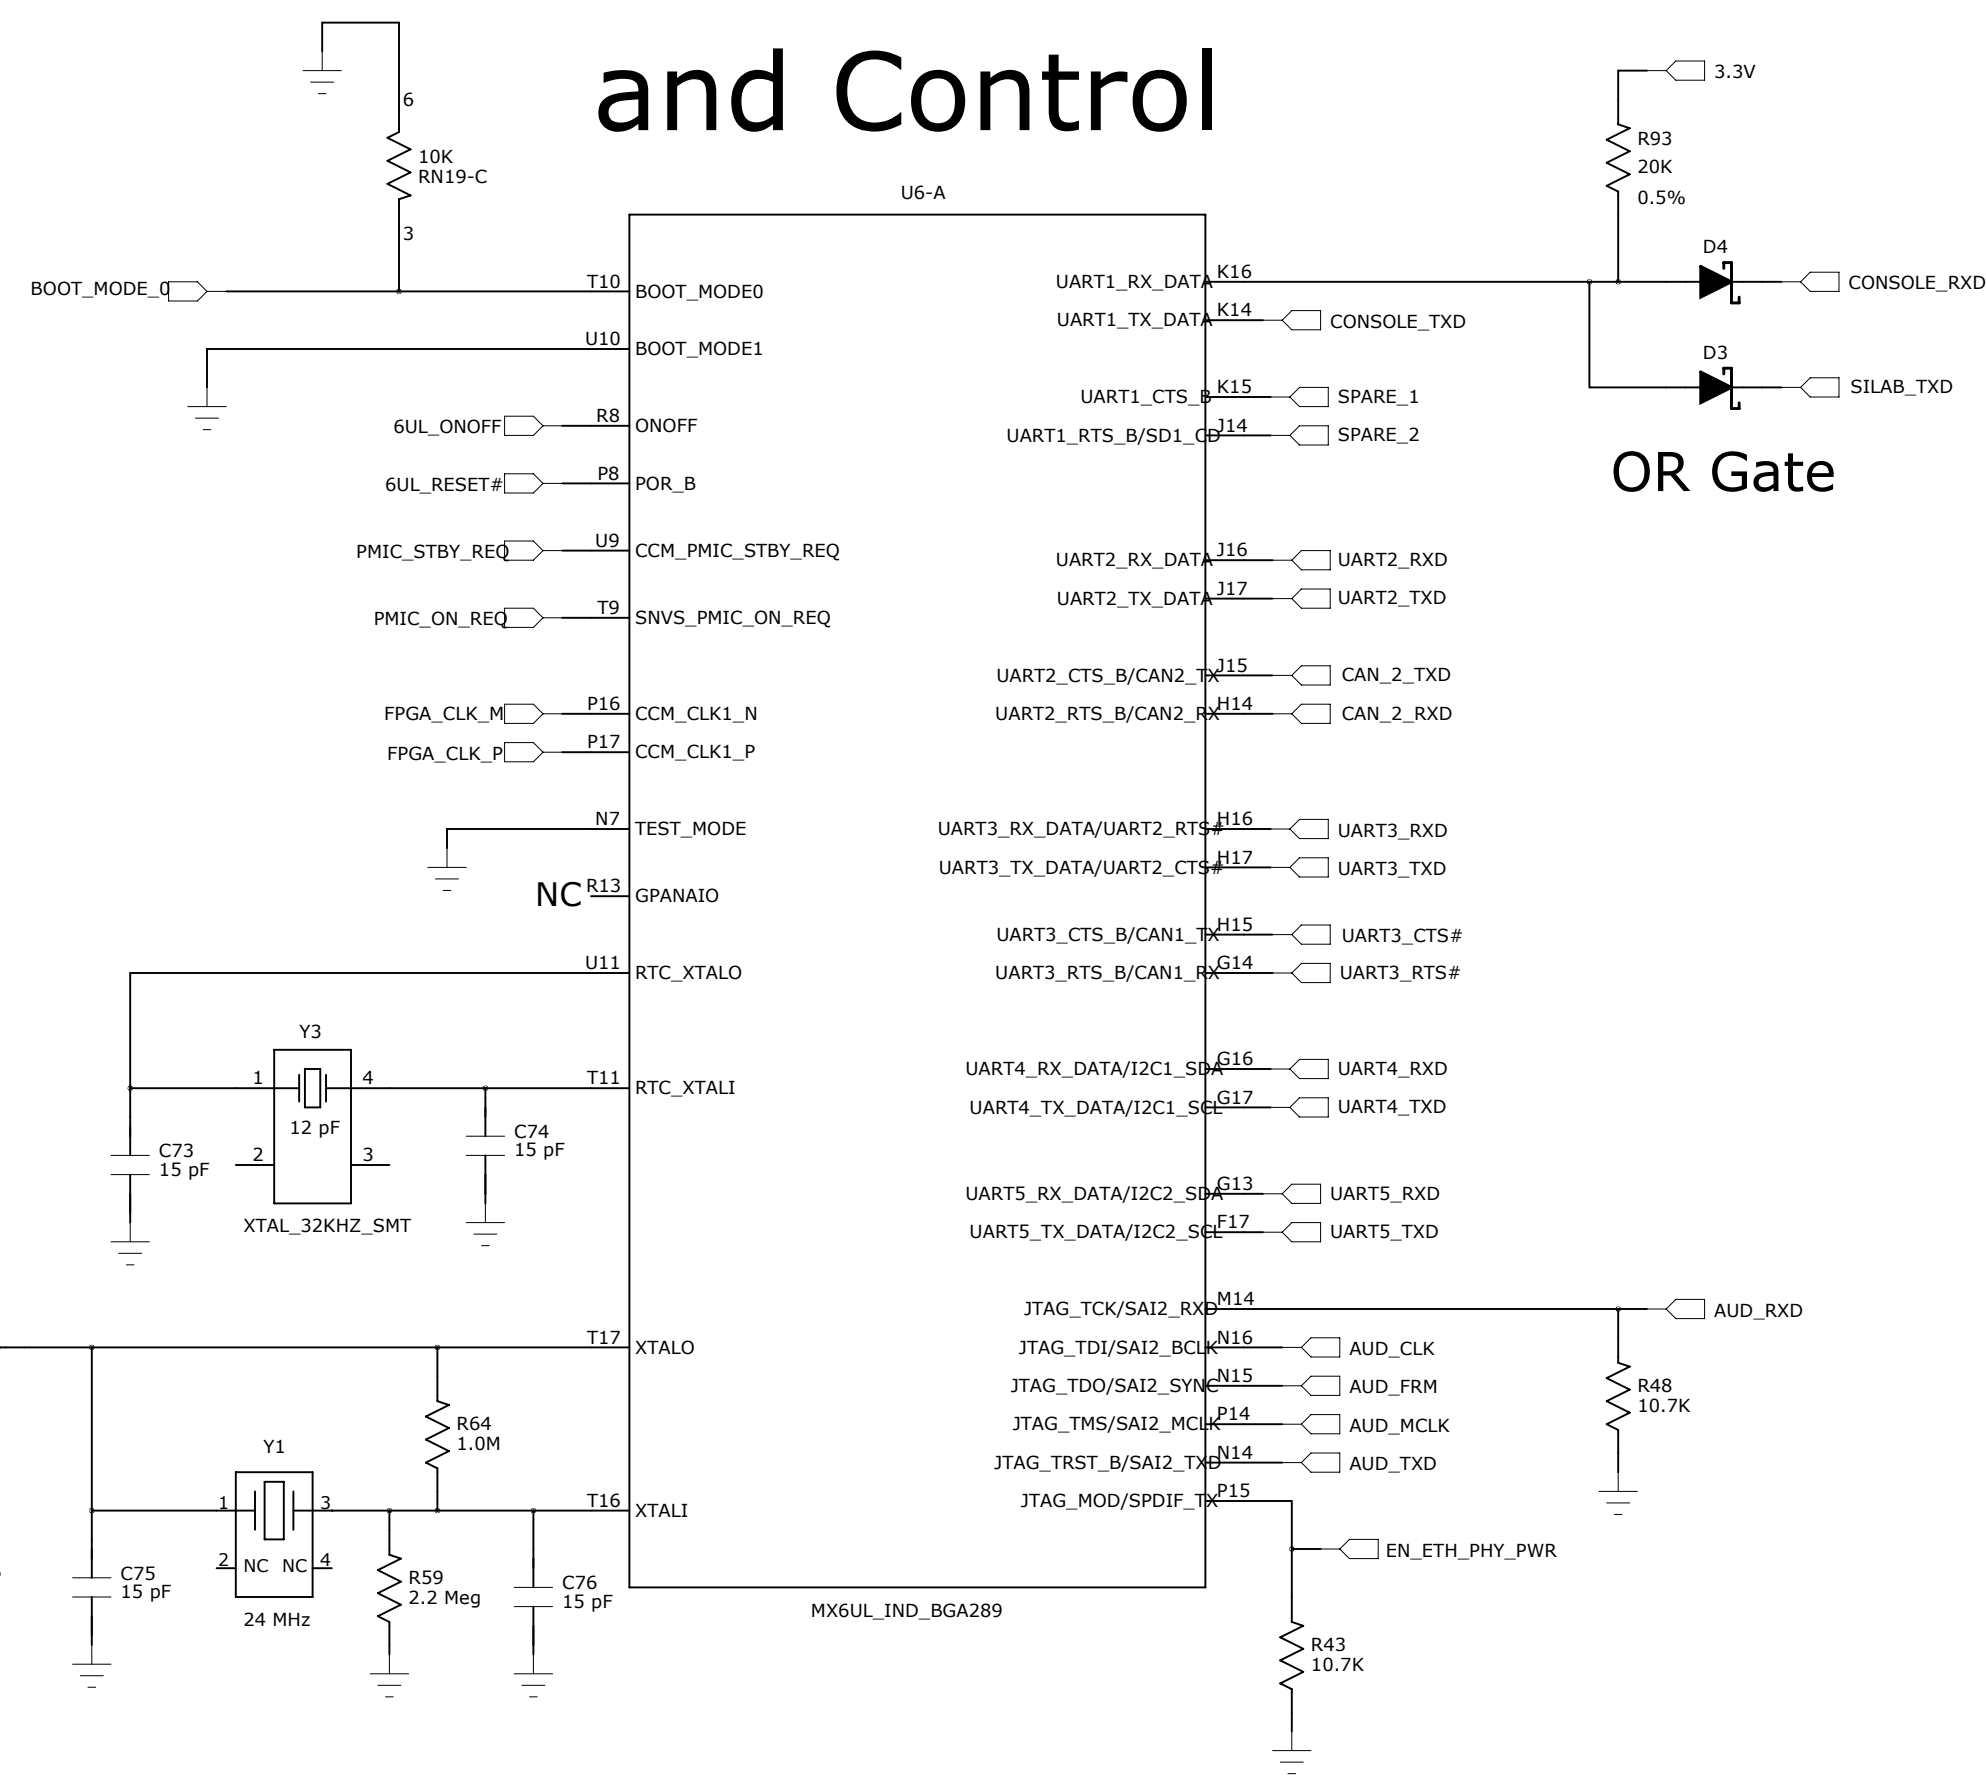 and Control
3.3V
6
10K
RN19-C
3
R93
20K
0.5%
U6-A
D4
BOOT_MODE_0
T10
BOOT_MODE0
UART1_RX_DATA
K16
CONSOLE_RXD
UART1_TX_DATA
K14
CONSOLE_TXD
U10
BOOT_MODE1
D3
UART1_CTS_B
K15
SPARE_1
SILAB_TXD
6UL_ONOFF
R8
ONOFF
UART1_RTS_B/SD1_CD
J14
SPARE_2
OR Gate
6UL_RESET#
P8
POR_B
PMIC_STBY_REQ
U9
CCM_PMIC_STBY_REQ
UART2_RX_DATA
J16
UART2_RXD
UART2_TX_DATA
J17
UART2_TXD
PMIC_ON_REQ
T9
SNVS_PMIC_ON_REQ
UART2_CTS_B/CAN2_TX
J15
CAN_2_TXD
FPGA_CLK_M
P16
CCM_CLK1_N
UART2_RTS_B/CAN2_RX
H14
CAN_2_RXD
FPGA_CLK_P
P17
CCM_CLK1_P
N7
TEST_MODE
UART3_RX_DATA/UART2_RTS#
H16
UART3_RXD
UART3_TX_DATA/UART2_CTS#
H17
UART3_TXD
NC
R13
GPANAIO
UART3_CTS_B/CAN1_TX
H15
UART3_CTS#
U11
RTC_XTALO
UART3_RTS_B/CAN1_RX
G14
UART3_RTS#
Y3
1
4
12 pF
2
3
XTAL_32KHZ_SMT
T11
RTC_XTALI
UART4_RX_DATA/I2C1_SDA
G16
UART4_RXD
UART4_TX_DATA/I2C1_SCL
G17
UART4_TXD
C73
15 pF
C74
15 pF
UART5_RX_DATA/I2C2_SDA
G13
UART5_RXD
UART5_TX_DATA/I2C2_SCL
F17
UART5_TXD
JTAG_TCK/SAI2_RXD
M14
AUD_RXD
T17
XTALO
JTAG_TDI/SAI2_BCLK
N16
AUD_CLK
JTAG_TDO/SAI2_SYNC
N15
AUD_FRM
R48
10.7K
R64
1.0M
JTAG_TMS/SAI2_MCLK
P14
AUD_MCLK
Y1
JTAG_TRST_B/SAI2_TXD
N14
AUD_TXD
1
3
T16
XTALI
JTAG_MOD/SPDIF_TX
P15
EN_ETH_PHY_PWR
2
NC
NC
4
24 MHz
C75
15 pF
R59
2.2 Meg
C76
15 pF
MX6UL_IND_BGA289
R43
10.7K